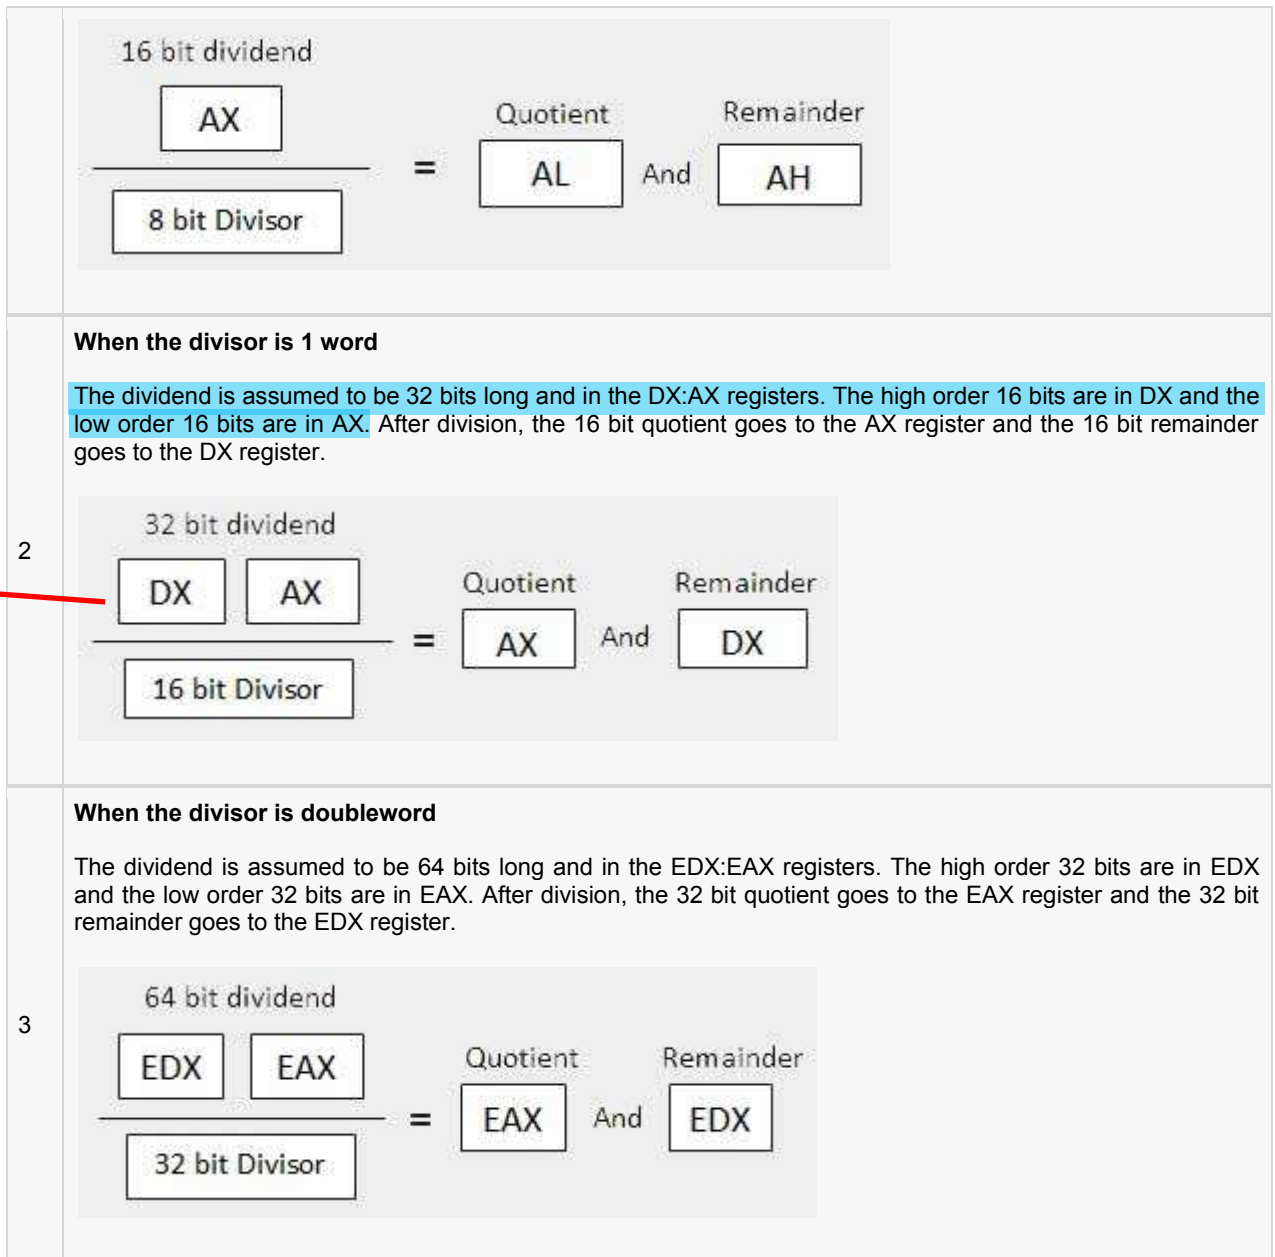 16 bit dividend
AX
Quotient Remainder
= AL And AH
8 bit Divisor
When the divisor is 1 word
The dividend is assumed to be 32 bits long and in the DX:AX registers. The high order 16 bits are in DX and the
low order 16 bits are in AX. After division, the 16 bit quotient goes to the AX register and the 16 bit remainder
goes to the DX register.
2
32 bit dividend
DX AX
Quotient Remainder
= AX And DX
16 bit Divisor
When the divisor is doubleword
The dividend is assumed to be 64 bits long and in the EDX:EAX registers. The high order 32 bits are in EDX
and the low order 32 bits are in EAX. After division, the 32 bit quotient goes to the EAX register and the 32 bit
remainder goes to the EDX register.
3
64 bit dividend
EDX EAX
Quotient Remainder
= EAX And EDX
32 bit Divisor